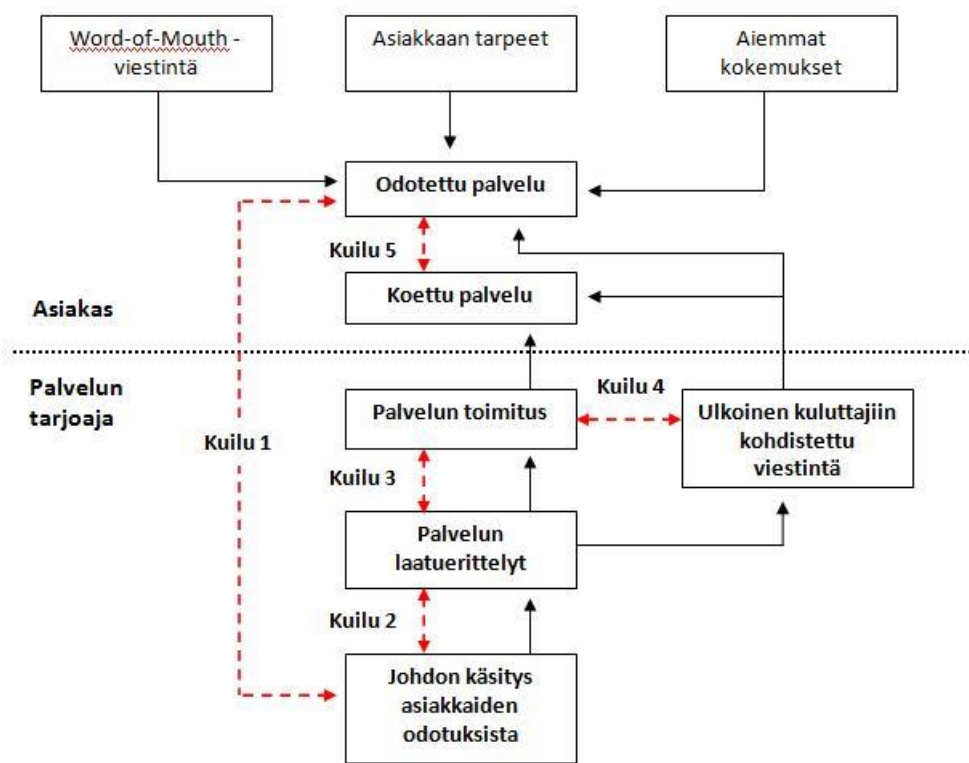 Word-of-Mouth -
viestintä
Asiakkaan tarpeet
Aiemmat
kokemukset
Odotettu palvelu
Kuilu 5
Koettu palvelu
Asiakas
Palvelun
tarjoaja
Kuilu 4
Palvelun toimitus
Ulkoinen kuluttajiin
kohdistettu
viestintä
Kuilu 1
Kuilu 3
Palvelun
laatuerittelyt
Kuilu 2
Johdon käsitys
asiakkaiden
odotuksista